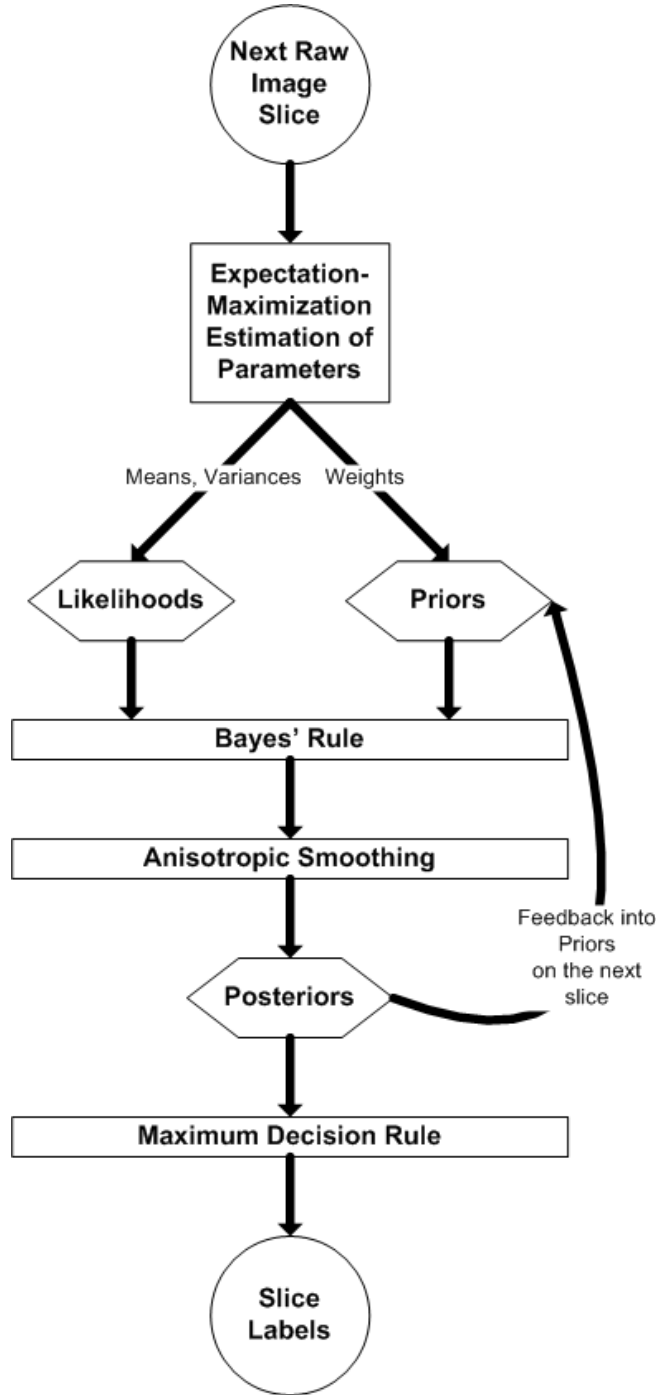 Next Raw
Image
Slice
Expectation-
Maximization
Estimation of
Parameters
Means, Variances
Weights
Likelihoods
Priors
Bayes' Rule
Anisotropic Smoothing
Feedback into
Priors
on the next
slice
Posteriors
Maximum Decision Rule
Slice
Labels